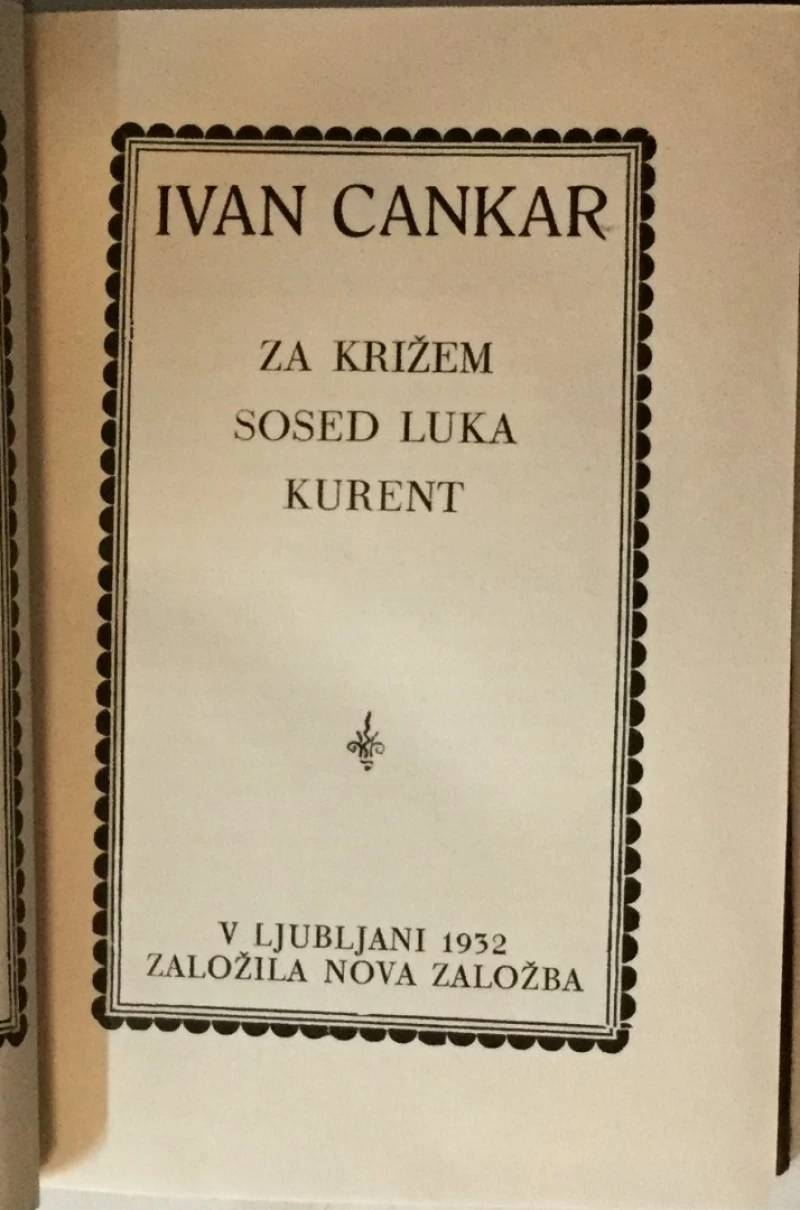 IVAN CANKAR
ZA KRIŽEM
SOSED LUKA
KURENT
V LJUBLJANI 1932
ZALOŽILA NOVA ZALOŽBA